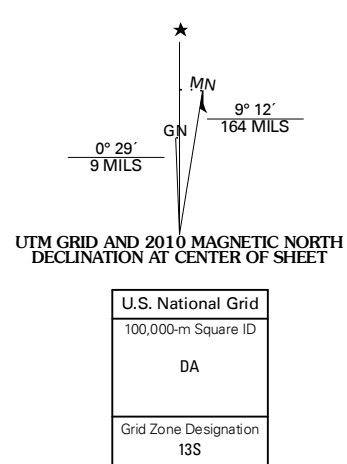 ★
MN
9° 12´
164 MILS
GN
0° 29´
9 MILS
UTM GRID AND 2010 MAGNETIC NORTH
DECLINATION AT CENTER OF SHEET
U.S. National Grid
100,000-m Square ID
DA
Grid Zone Designation
13S